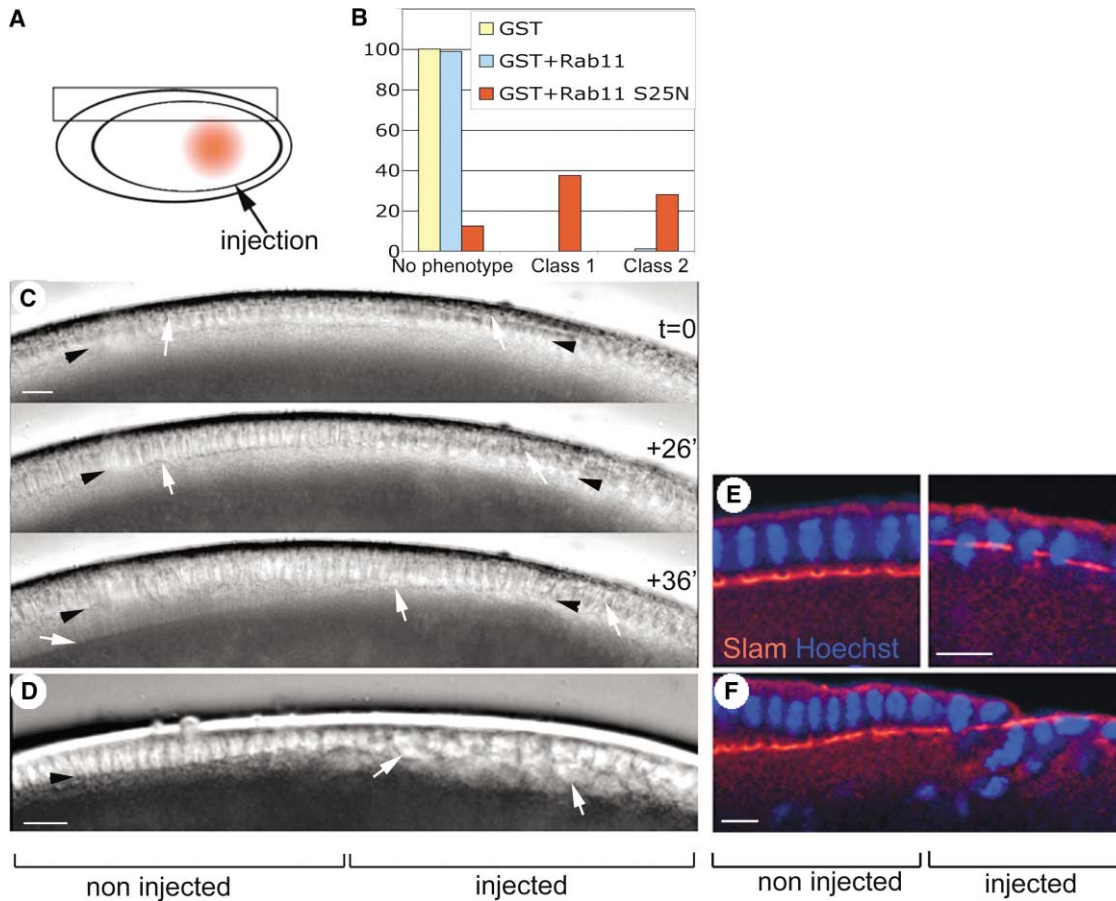 A
injection
B
GST
GST+Rab11
GST+Rab11 S25N
100
80
60
40
20
0
No phenotype
Class 1
Class 2
C
t=0
+26'
+36'
D
E
Slam Hoechst
F
non injected
injected
non injected
injected